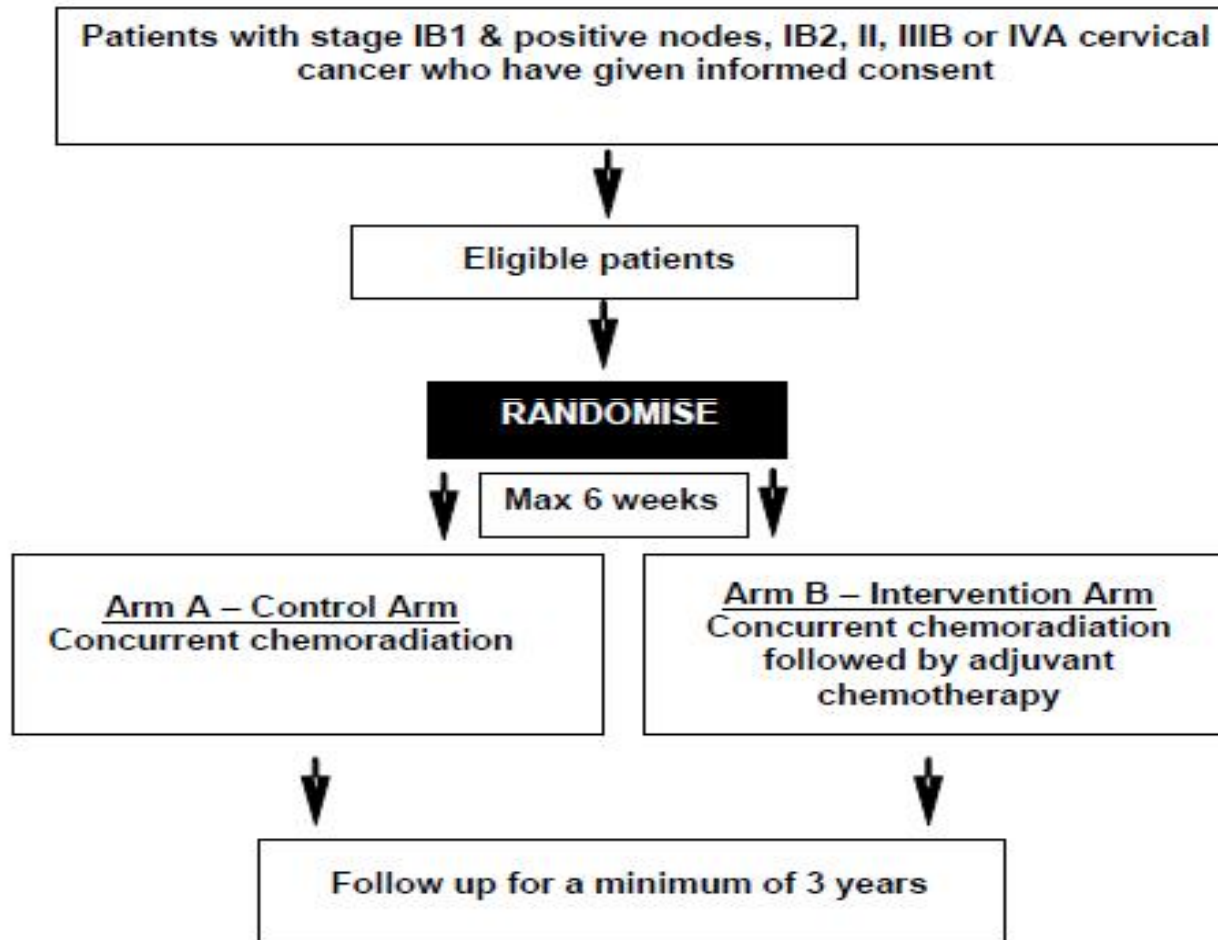 Patients with stage IB1 & positive nodes, IB2, II, IIIB or IVA cervical
cancer who have given informed consent
Eligible patients
RANDOMISE
Max 6 weeks
Arm A – Control Arm
Concurrent chemoradiation
Arm B – Intervention Arm
Concurrent chemoradiation
followed by adjuvant
chemotherapy
Follow up for a minimum of 3 years